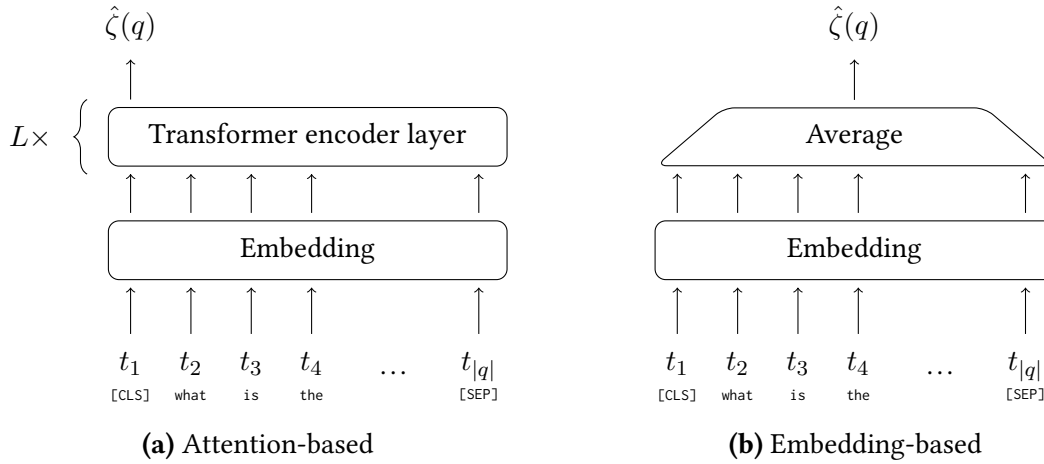 ζ̂(q) ζ̂(q)
L× { Transformer encoder layer Average
Embedding Embedding
t₁ t₂ t₃ t₄ … t|q| t₁ t₂ t₃ t₄ … t|q|
[CLS] what is the [SEP] [CLS] what is the [SEP]
(a) Attention-based (b) Embedding-based